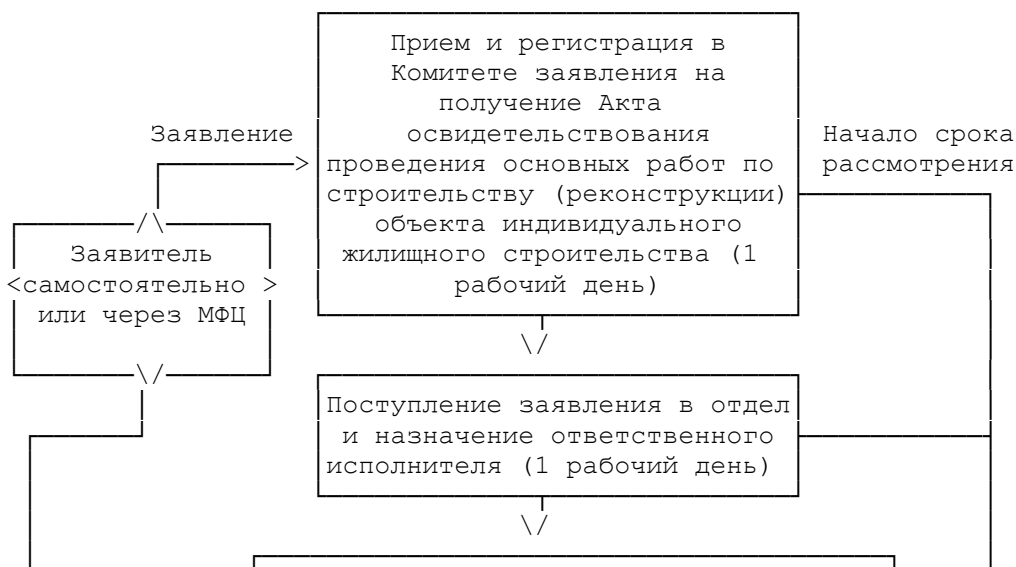 Прием и регистрация в
Комитете заявления на
получение Акта
Заявление
освидетельствования
Начало срока
проведения основных работ по
рассмотрения
строительству (реконструкции)
объекта индивидуального
жилищного строительства (1
рабочий день)
Заявитель
<самостоятельно >
или через МФЦ
Поступление заявления в отдел
и назначение ответственного
исполнителя (1 рабочий день)